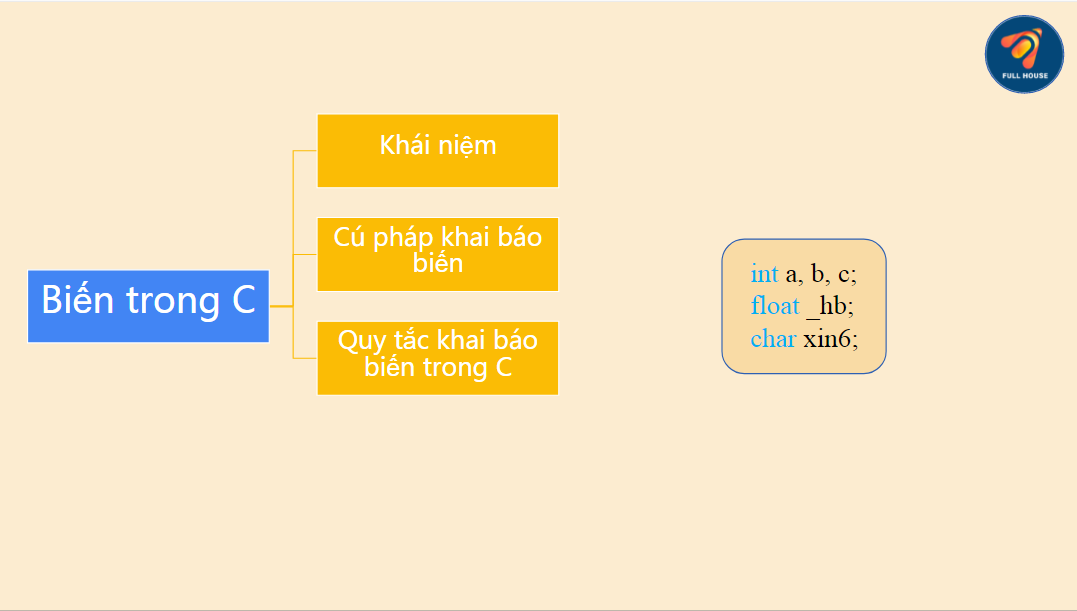 FULL HOUSE
Biến trong C
Khái niệm
Cú pháp khai báo
biến
Quy tắc khai báo
biến trong C
int a, b, c;
float _hb;
char xin6;